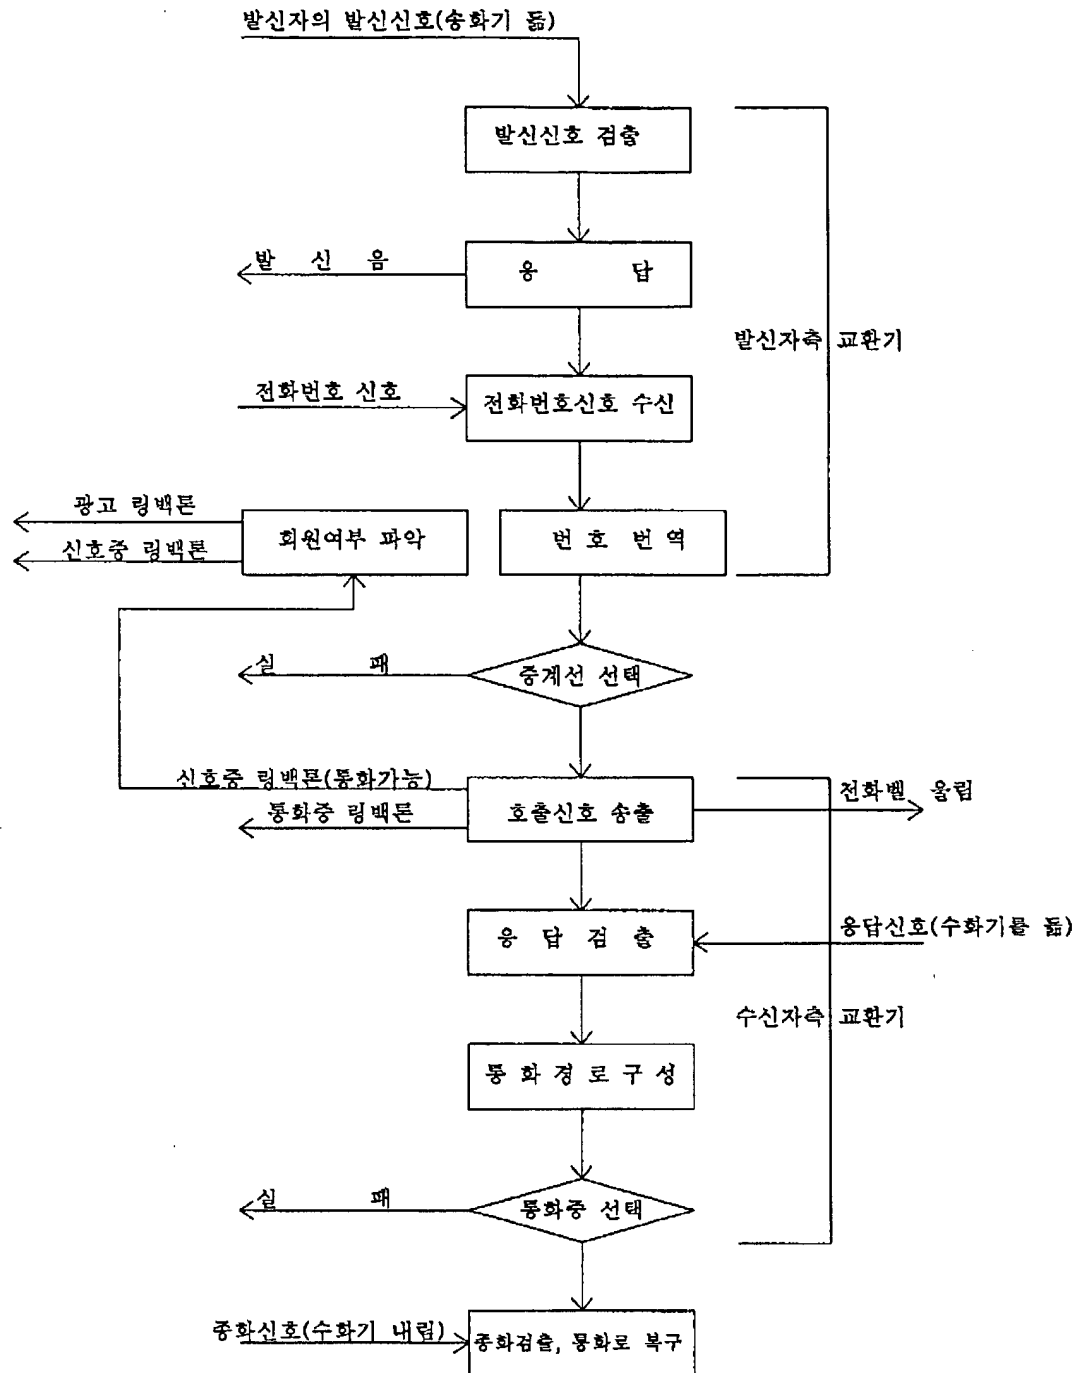 발신자의 발신신호(송화기 듦)
발신신호 검출
발 신 음
응 답
발신자측 교환기
전화번호 신호
전화번호신호 수신
광고 링백톤
신호중 링백톤
회원여부 파악
번 호 번 역
실 패
중계선 선택
신호중 링백톤(통화가능)
통화중 링백톤
호출신호 송출
전화벨 울림
응 답 검 출
응답신호(수화기를 듦)
수신자측 교환기
통 화 경 로 구 성
실 패
통화중 선택
종화신호(수화기 내림)
종화검출, 통화로 복구